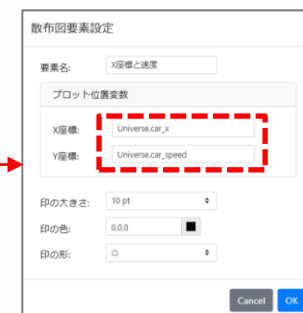 散布図要素設定
要素名: X座標と速度
プロット位置変数
X座標: Universe.car_x
Y座標: Universe.car_speed
印の大きさ: 10 pt
印の色: 0,0,0
印の形: ○
Cancel OK